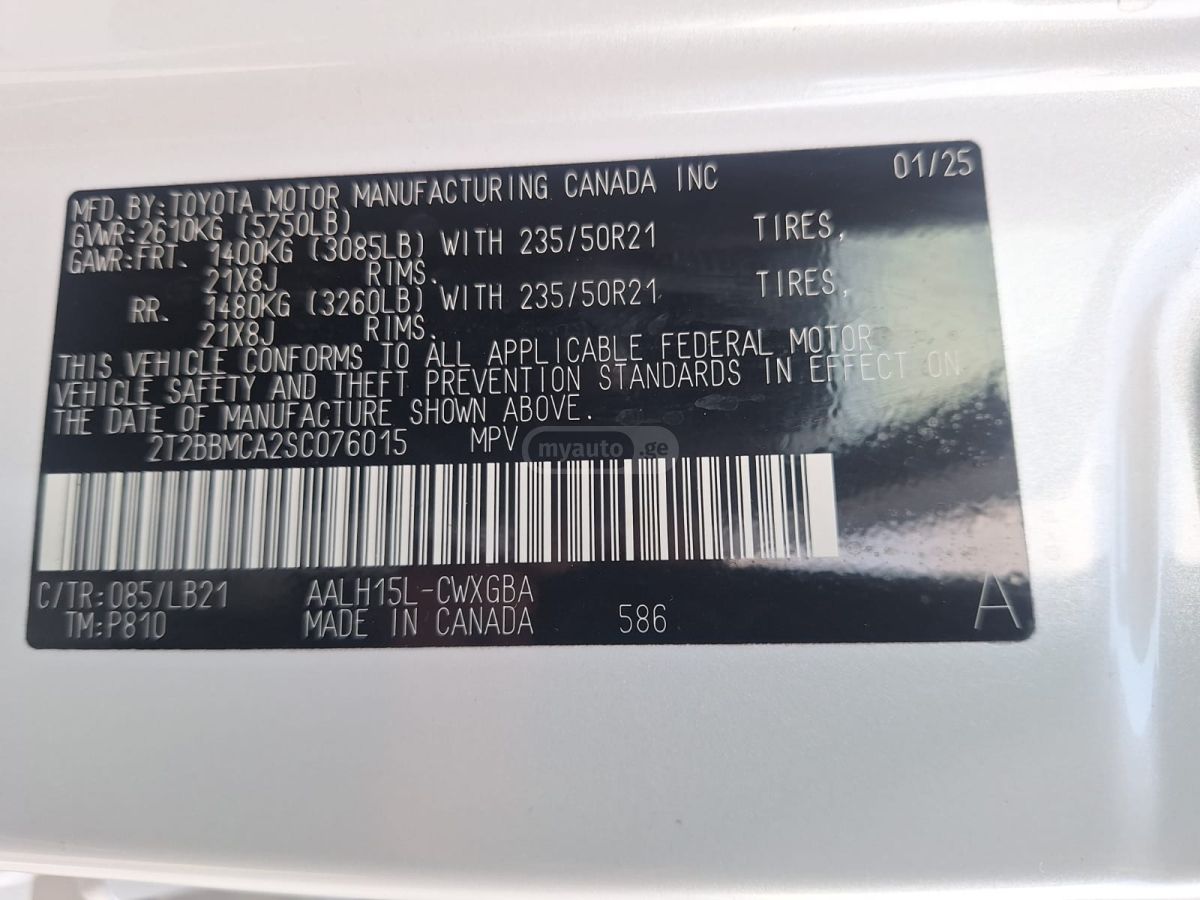 MFD. BY: TOYOTA MOTOR MANUFACTURING CANADA INC 01/25
GVWR: 2610KG (5750LB)
GAWR: FRT. 1400KG (3085LB) WITH 235/50R21 TIRES,
21X8J RIMS.
RR. 1480KG (3260LB) WITH 235/50R21 TIRES,
21X8J RIMS.
THIS VEHICLE CONFORMS TO ALL APPLICABLE FEDERAL MOTOR
VEHICLE SAFETY AND THEFT PREVENTION STANDARDS IN EFFECT ON
THE DATE OF MANUFACTURE SHOWN ABOVE.
2T2BBMCA2SC076015 MPV
myauto.ge
C/TR: 085/LB21 AALH15L-CWXGBA A
TM: P810 MADE IN CANADA 586